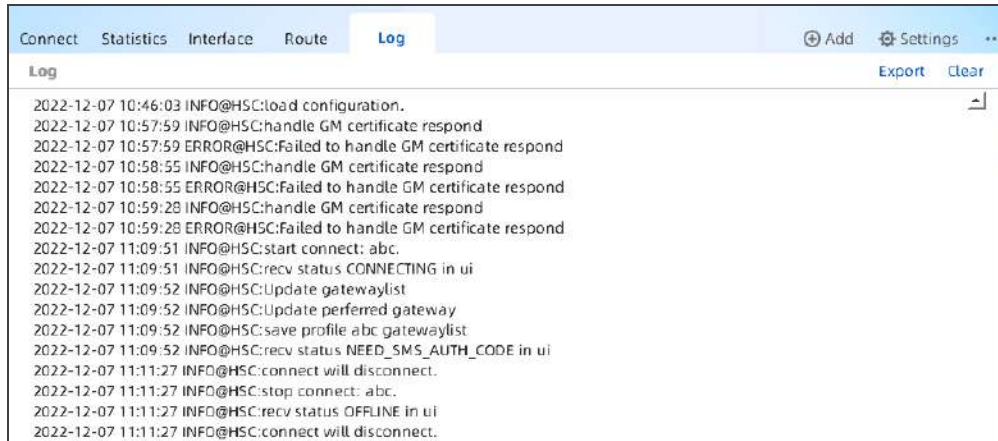 Connect Statistics Interface Route Log Add Settings
Log Export Clear
2022-12-07 10:46:03 INFO@HSC:load configuration.
2022-12-07 10:57:59 INFO@HSC:handle GM certificate respond
2022-12-07 10:57:59 ERROR@HSC:Failed to handle GM certificate respond
2022-12-07 10:58:55 INFO@HSC:handle GM certificate respond
2022-12-07 10:58:55 ERROR@HSC:Failed to handle GM certificate respond
2022-12-07 10:59:28 INFO@HSC:handle GM certificate respond
2022-12-07 10:59:28 ERROR@HSC:Failed to handle GM certificate respond
2022-12-07 11:09:51 INFO@HSC:start connect: abc.
2022-12-07 11:09:51 INFO@HSC:recv status CONNECTING in ui
2022-12-07 11:09:52 INFO@HSC:Update gatewaylist
2022-12-07 11:09:52 INFO@HSC:Update perferred gateway
2022-12-07 11:09:52 INFO@HSC:save profile abc gatewaylist
2022-12-07 11:09:52 INFO@HSC:recv status NEED_SMS_AUTH_CODE in ui
2022-12-07 11:11:27 INFO@HSC:connect will disconnect.
2022-12-07 11:11:27 INFO@HSC:stop connect: abc.
2022-12-07 11:11:27 INFO@HSC:recv status OFFLINE in ui
2022-12-07 11:11:27 INFO@HSC:connect will disconnect.